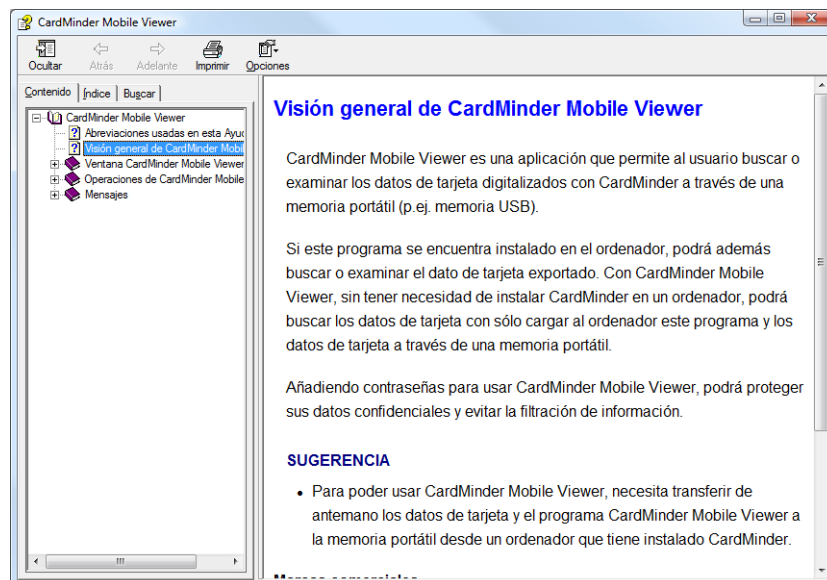 CardMinder Mobile Viewer
Ocultar Atrás Adelante Imprimir Opciones
Contenido Índice Buscar
CardMinder Mobile Viewer
Abreviaciones usadas en esta Ayuc
Visión general de CardMinder Mobil
Ventana CardMinder Mobile Viewer
Operaciones de CardMinder Mobile
Mensajes
Visión general de CardMinder Mobile Viewer
CardMinder Mobile Viewer es una aplicación que permite al usuario buscar o
examinar los datos de tarjeta digitalizados con CardMinder a través de una
memoria portátil (p.ej. memoria USB).
Si este programa se encuentra instalado en el ordenador, podrá además
buscar o examinar el dato de tarjeta exportado. Con CardMinder Mobile
Viewer, sin tener necesidad de instalar CardMinder en un ordenador, podrá
buscar los datos de tarjeta con sólo cargar al ordenador este programa y los
datos de tarjeta a través de una memoria portátil.
Añadiendo contraseñas para usar CardMinder Mobile Viewer, podrá proteger
sus datos confidenciales y evitar la filtración de información.
SUGERENCIA
• Para poder usar CardMinder Mobile Viewer, necesita transferir de
antemano los datos de tarjeta y el programa CardMinder Mobile Viewer a
la memoria portátil desde un ordenador que tiene instalado CardMinder.